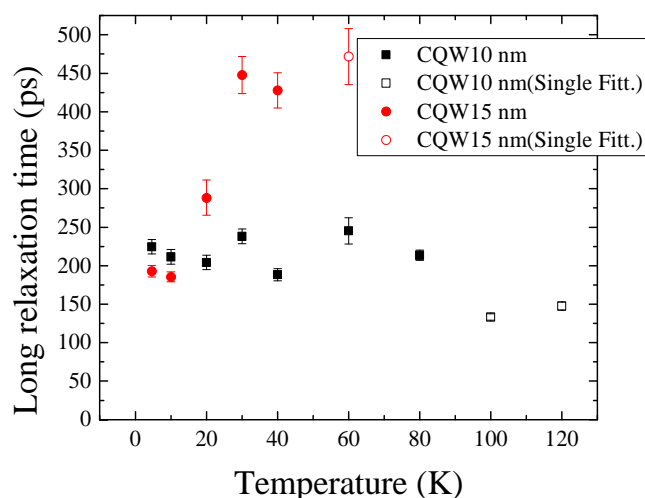 500
450
400
350
300
250
200
150
100
50
0
Long relaxation time (ps)
CQW10 nm
CQW10 nm(Single Fitt.)
CQW15 nm
CQW15 nm(Single Fitt.)
0 20 40 60 80 100 120
Temperature (K)